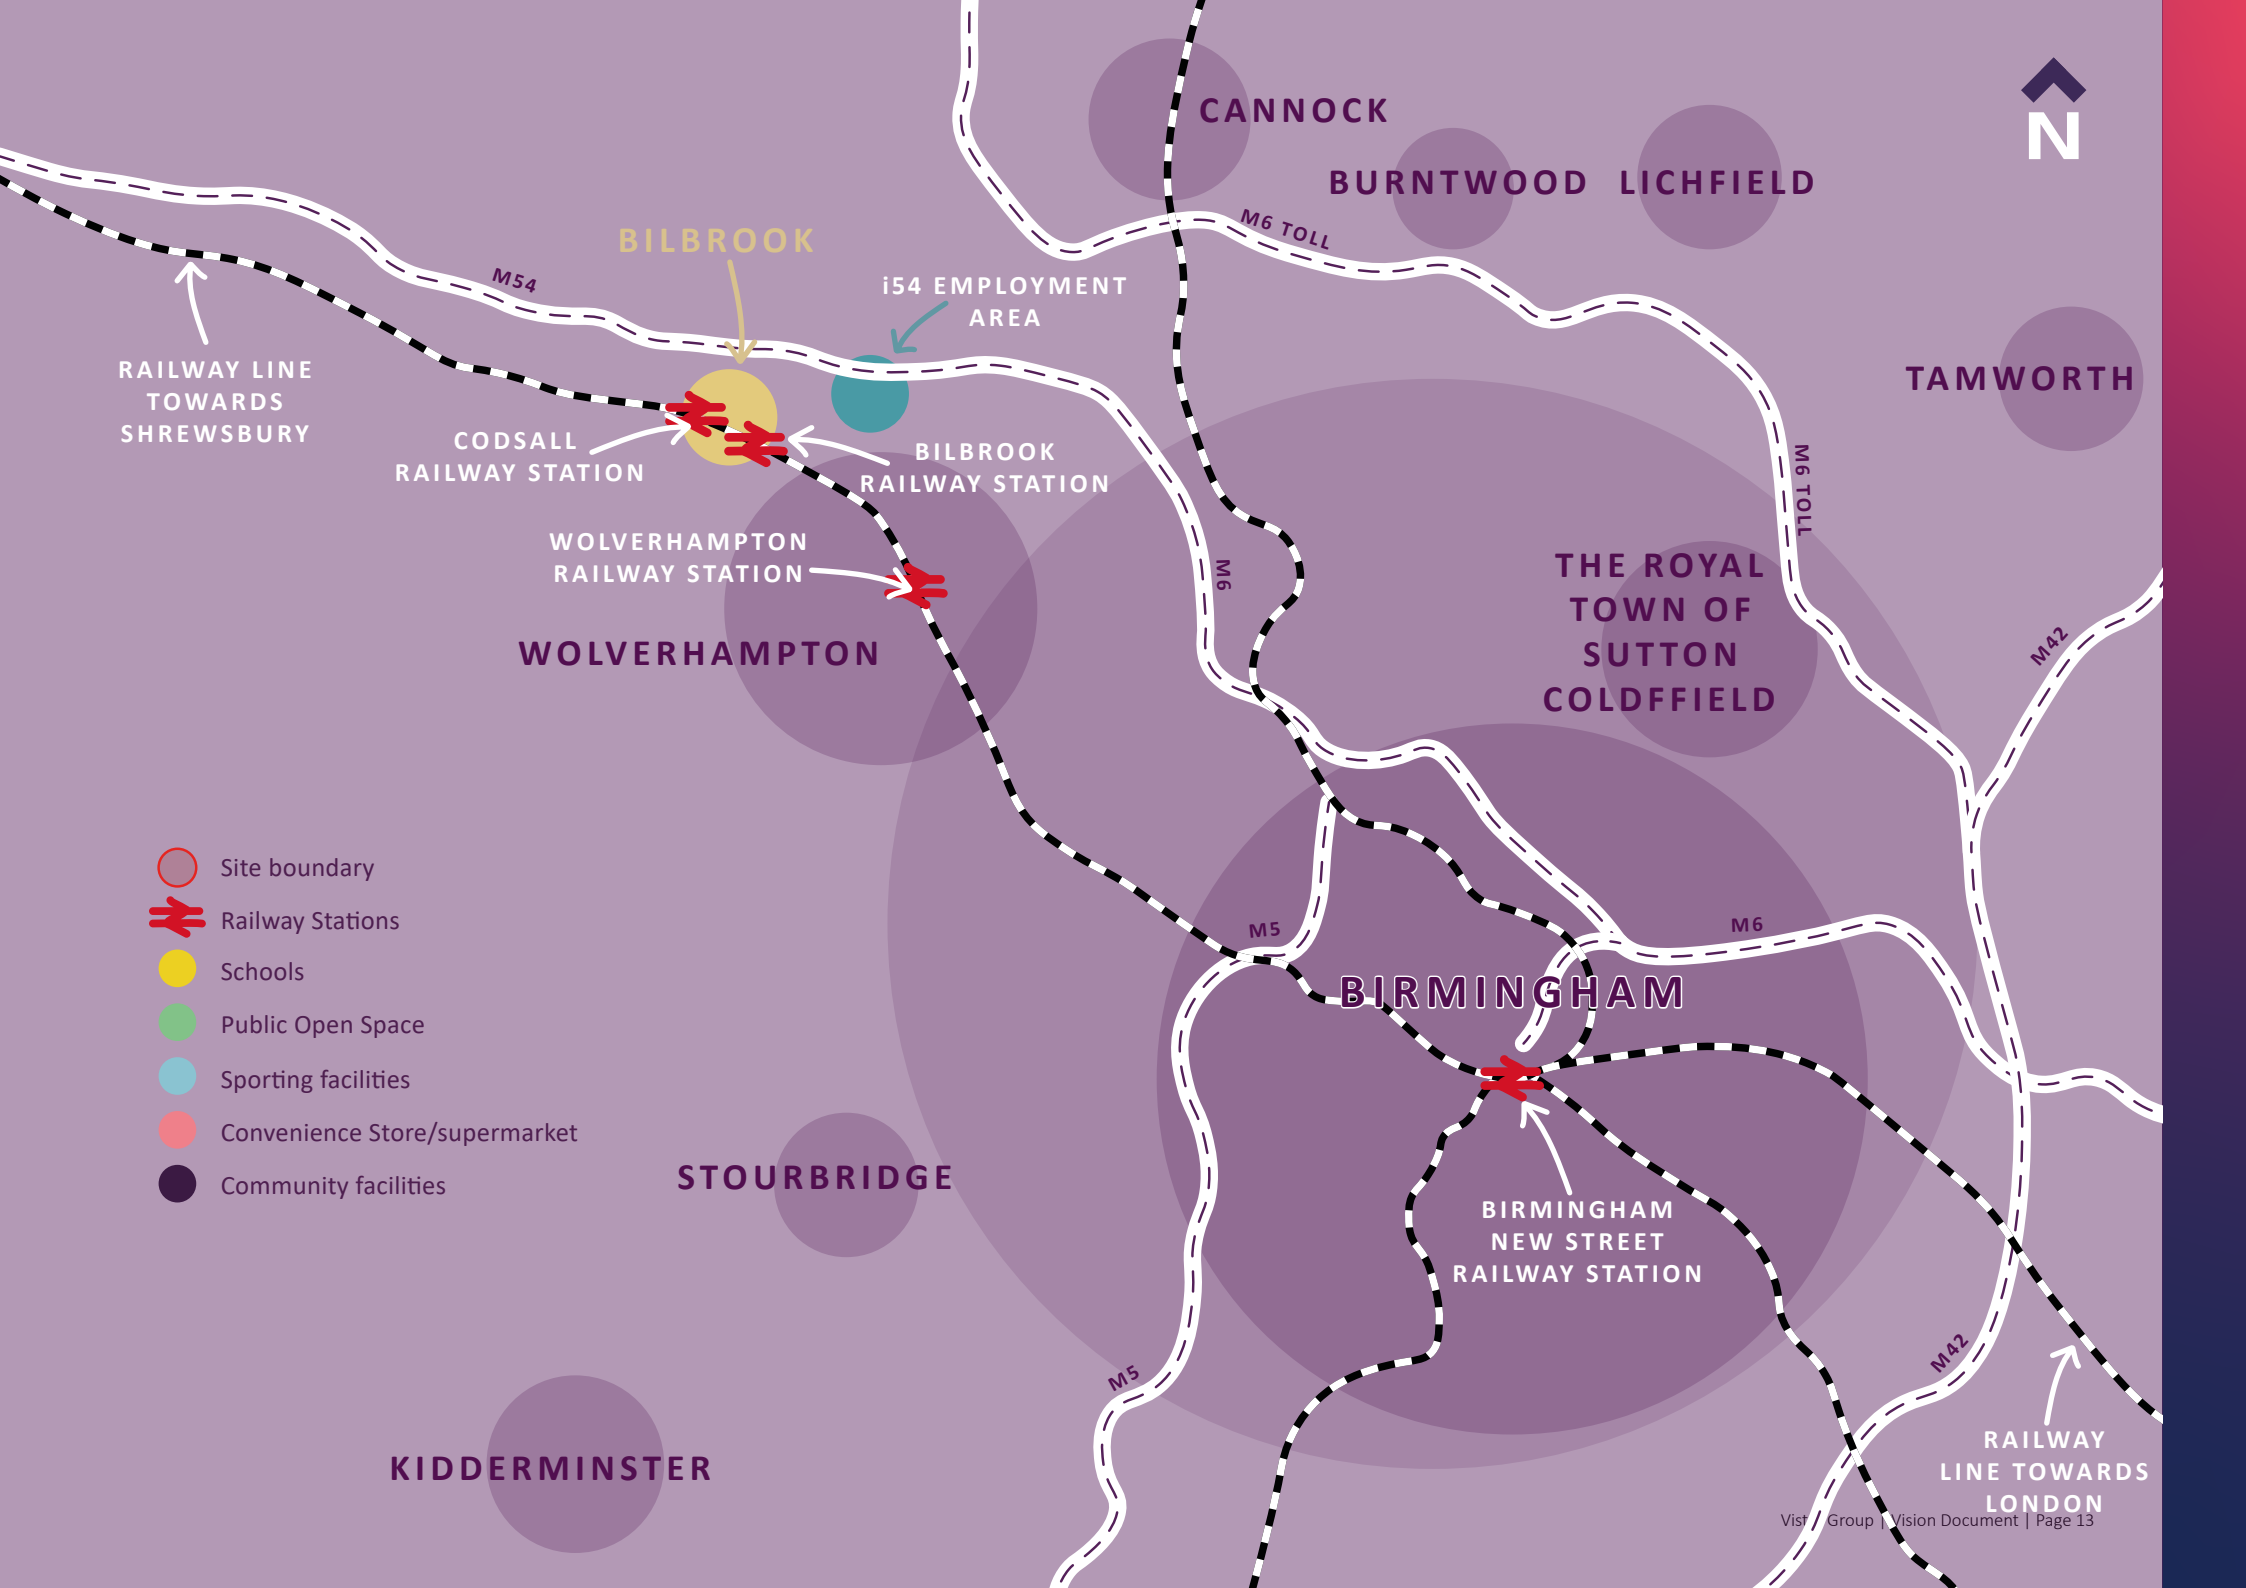 CANNOCK
BURNTWOOD
LICHFIELD
N
M6 TOLL
BILBROOK
M54
i54 EMPLOYMENT
AREA
RAILWAY LINE
TOWARDS
SHREWSBURY
TAMWORTH
CODSALL
RAILWAY STATION
BILBROOK
RAILWAY STATION
M6 TOLL
WOLVERHAMPTON
RAILWAY STATION
M6
THE ROYAL
TOWN OF
SUTTON
COLDFFIELD
WOLVERHAMPTON
M42
Site boundary
Railway Stations
Schools
Public Open Space
Sporting facilities
Convenience Store/supermarket
Community facilities
M5
M6
BIRMINGHAM
STOURBRIDGE
BIRMINGHAM
NEW STREET
RAILWAY STATION
M5
M42
KIDDERMINSTER
RAILWAY
LINE TOWARDS
LONDON
Group | Vision Document | Page 13